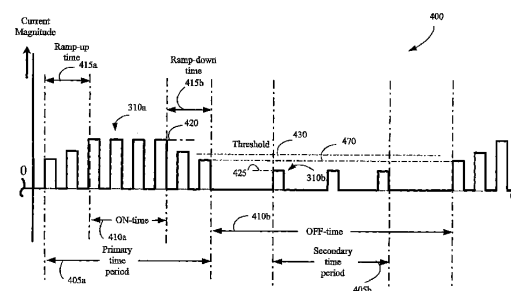 Current
Magnitude
400
Ramp-up
time
415a
Ramp-down
time
415b
310a
420
Threshold
430
470
0
425
310b
ON-time
410a
410b
OFF-time
Primary
time
period
405a
Secondary
time
period
405b